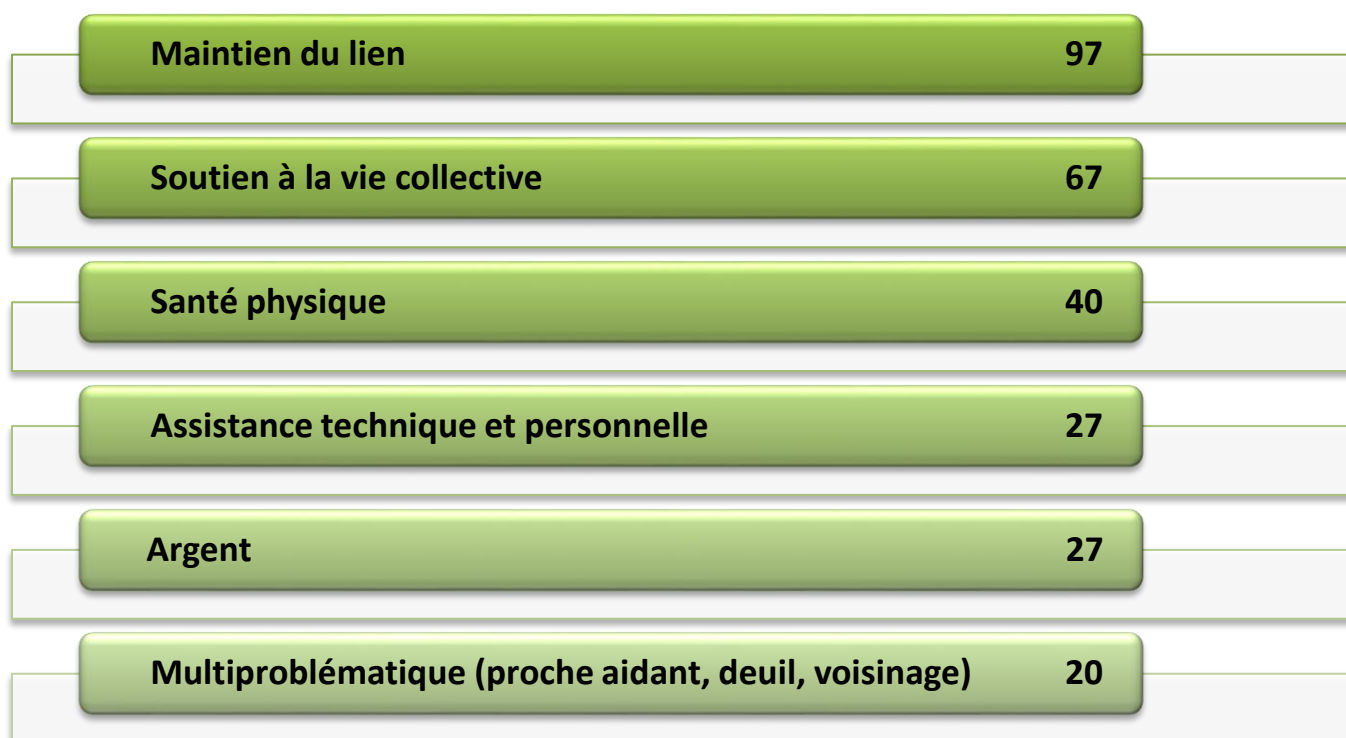 Maintien du lien 97
Soutien à la vie collective 67
Santé physique 40
Assistance technique et personnelle 27
Argent 27
Multiproblématique (proche aidant, deuil, voisinage) 20